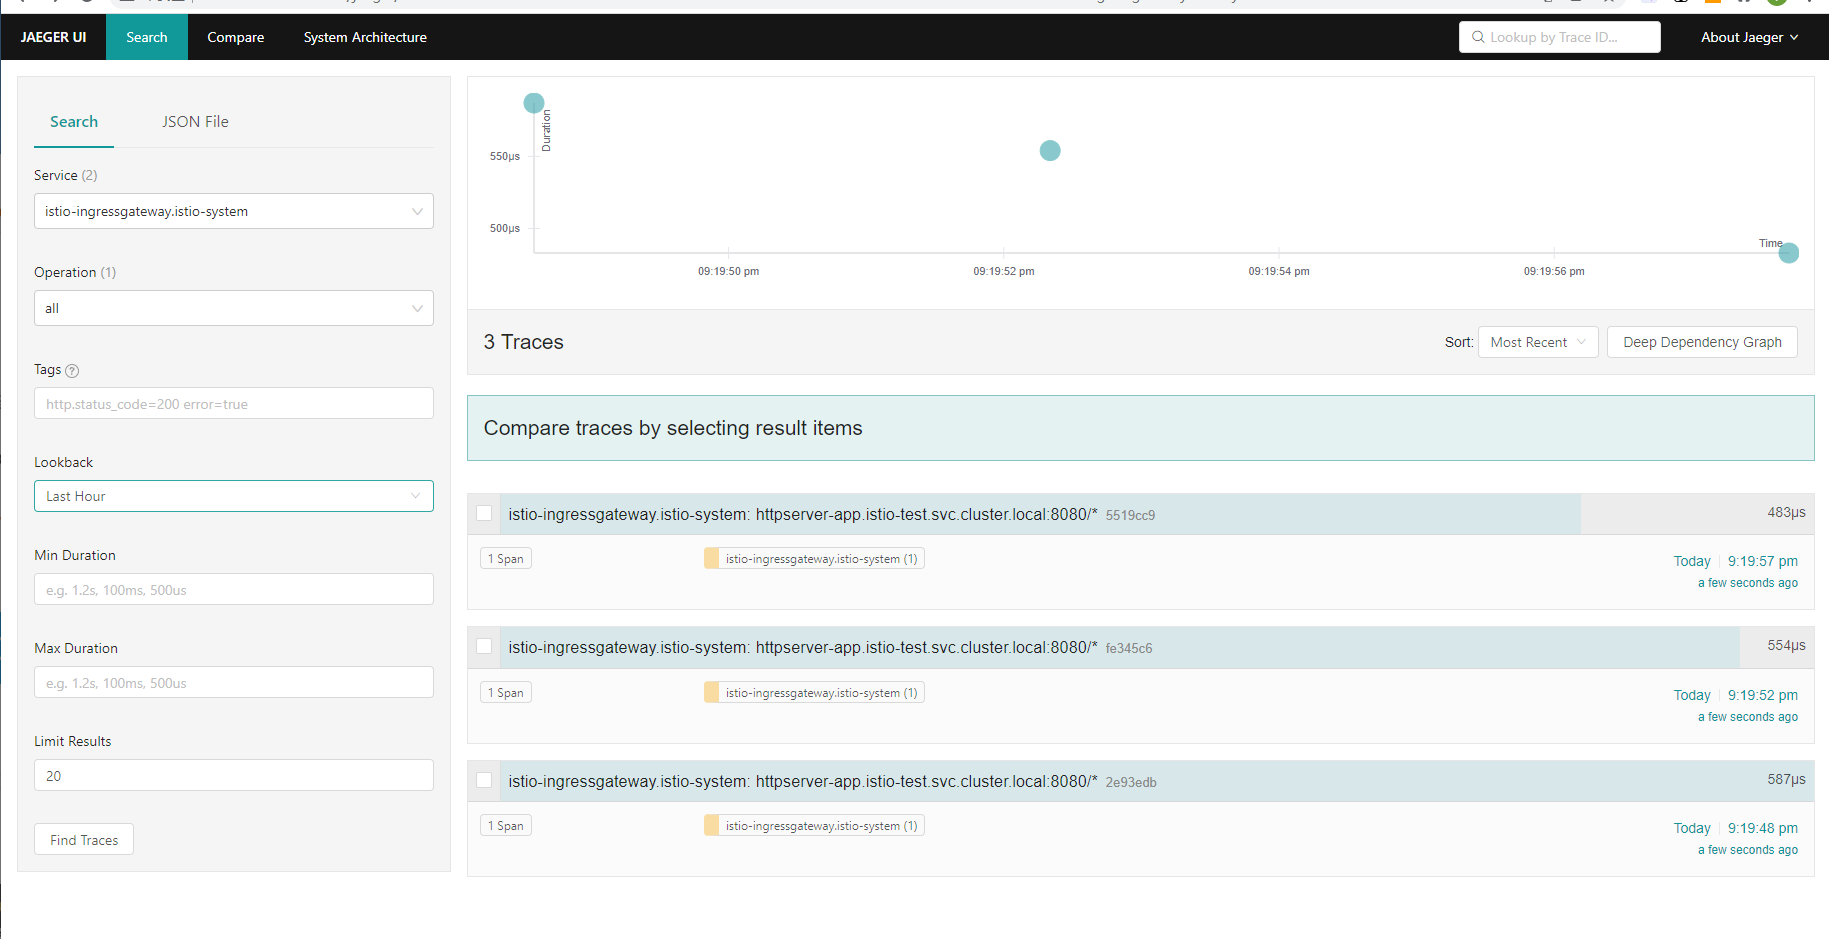 JAEGER UI
Search
Compare
System Architecture
Lookup by Trace ID...
About Jaeger
Search
JSON File
Service (2)
istio-ingressgateway.istio-system
Operation (1)
all
Tags ?
http.status_code=200 error=true
Lookback
Last Hour
Min Duration
e.g. 1.2s, 100ms, 500us
Max Duration
e.g. 1.2s, 100ms, 500us
Limit Results
20
Find Traces
Duration
550μs
500μs
Time
09:19:50 pm
09:19:52 pm
09:19:54 pm
09:19:56 pm
3 Traces
Sort:
Most Recent
Deep Dependency Graph
Compare traces by selecting result items
istio-ingressgateway.istio-system: httpserver-app.istio-test.svc.cluster.local:8080/* 5519cc9
483μs
1 Span
istio-ingressgateway.istio-system (1)
Today
9:19:57 pm
a few seconds ago
istio-ingressgateway.istio-system: httpserver-app.istio-test.svc.cluster.local:8080/* fe345c6
554μs
1 Span
istio-ingressgateway.istio-system (1)
Today
9:19:52 pm
a few seconds ago
istio-ingressgateway.istio-system: httpserver-app.istio-test.svc.cluster.local:8080/* 2e93edb
587μs
1 Span
istio-ingressgateway.istio-system (1)
Today
9:19:48 pm
a few seconds ago